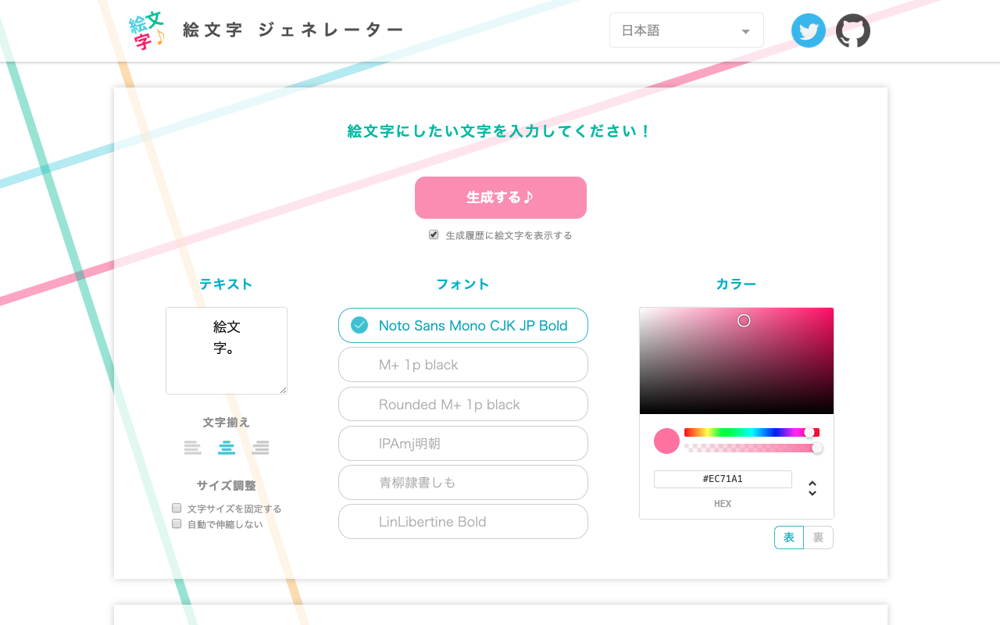 絵文字♪
絵文字 ジェネレーター
日本語
絵文字にしたい文字を入力してください！
生成する♪
生成履歴に絵文字を表示する
テキスト
絵文
字。
文字揃え
サイズ調整
文字サイズを固定する
自動で伸縮しない
フォント
Noto Sans Mono CJK JP Bold
M+ 1p black
Rounded M+ 1p black
IPAmj明朝
青柳隷書しも
LinLibertine Bold
カラー
#EC71A1
HEX
表
裏